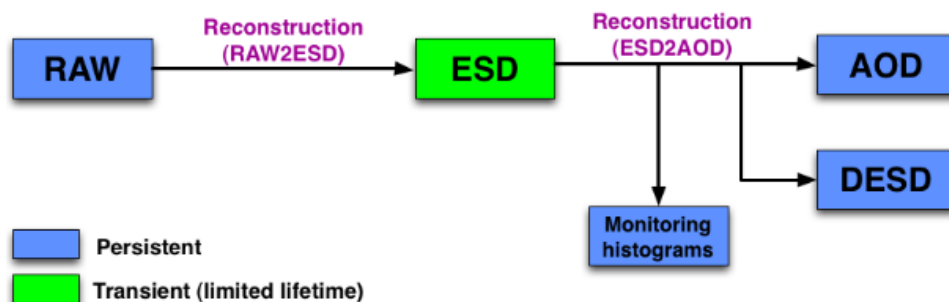 Reconstruction
(RAW2ESD)
Reconstruction
(ESD2AOD)
RAW
ESD
AOD
DESD
Monitoring
histograms
Persistent
Transient (limited lifetime)